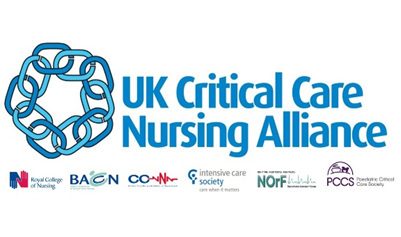 UK Critical Care
Nursing Alliance
Royal College
of Nursing
BACCN
intensive care
society
care when it matters
NOrF
PCCS
Paediatric Critical
Care Society